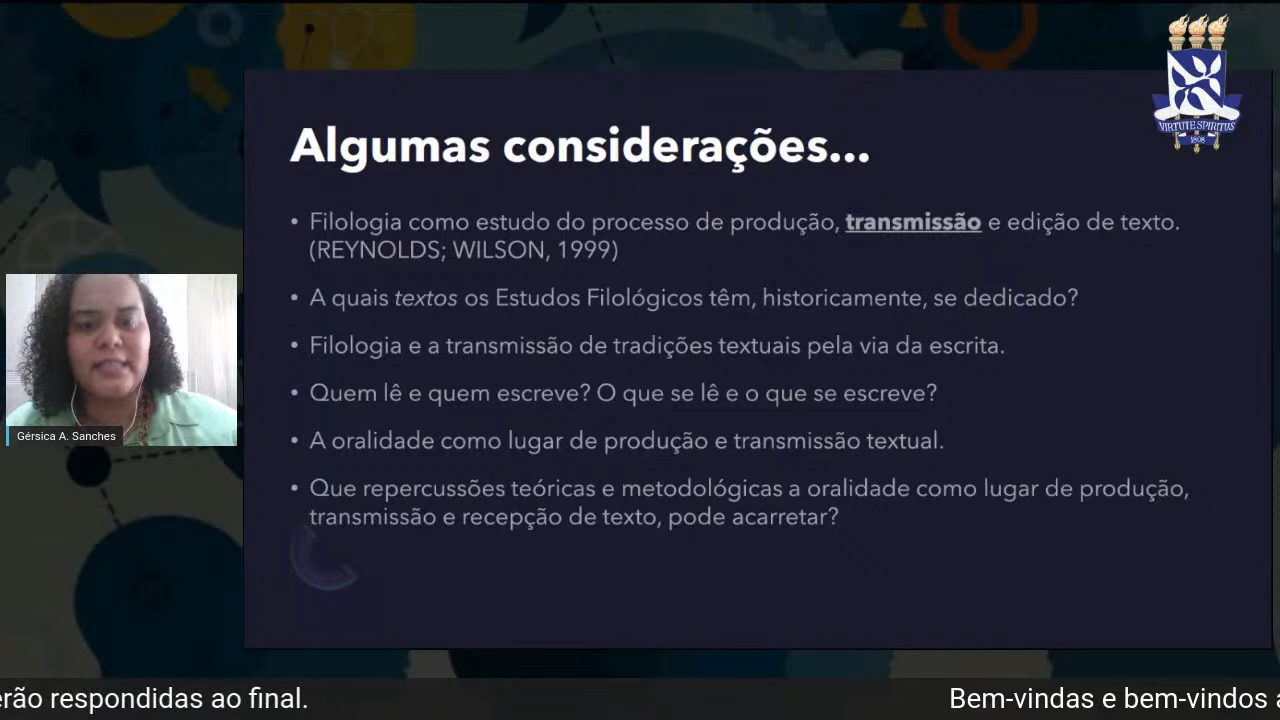 VIRTUTE SPIRITUS
1808
Algumas considerações...
• Filologia como estudo do processo de produção, transmissão e edição de texto.
(REYNOLDS; WILSON, 1999)
• A quais textos os Estudos Filológicos têm, historicamente, se dedicado?
• Filologia e a transmissão de tradições textuais pela via da escrita.
• Quem lê e quem escreve? O que se lê e o que se escreve?
• A oralidade como lugar de produção e transmissão textual.
• Que repercussões teóricas e metodológicas a oralidade como lugar de produção,
transmissão e recepção de texto, pode acarretar?
Gérsica A. Sanches
erão respondidas ao final. Bem-vindas e bem-vindos a